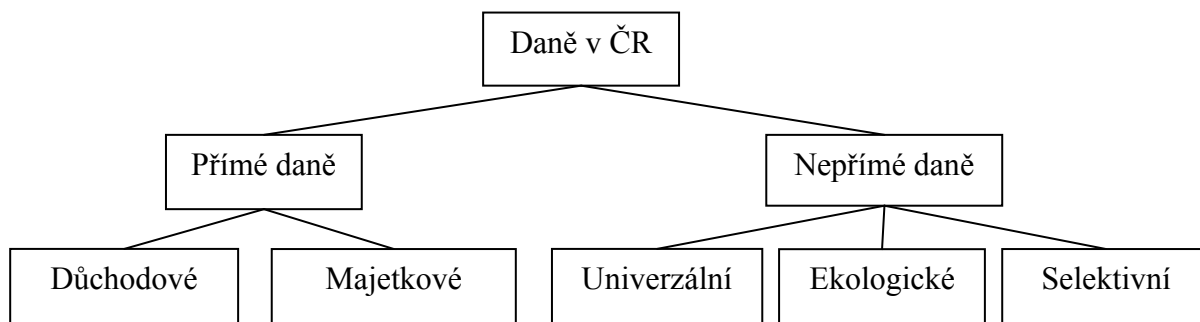 Daně v ČR
Přímé daně
Nepřímé daně
Důchodové
Majetkové
Univerzální
Ekologické
Selektivní